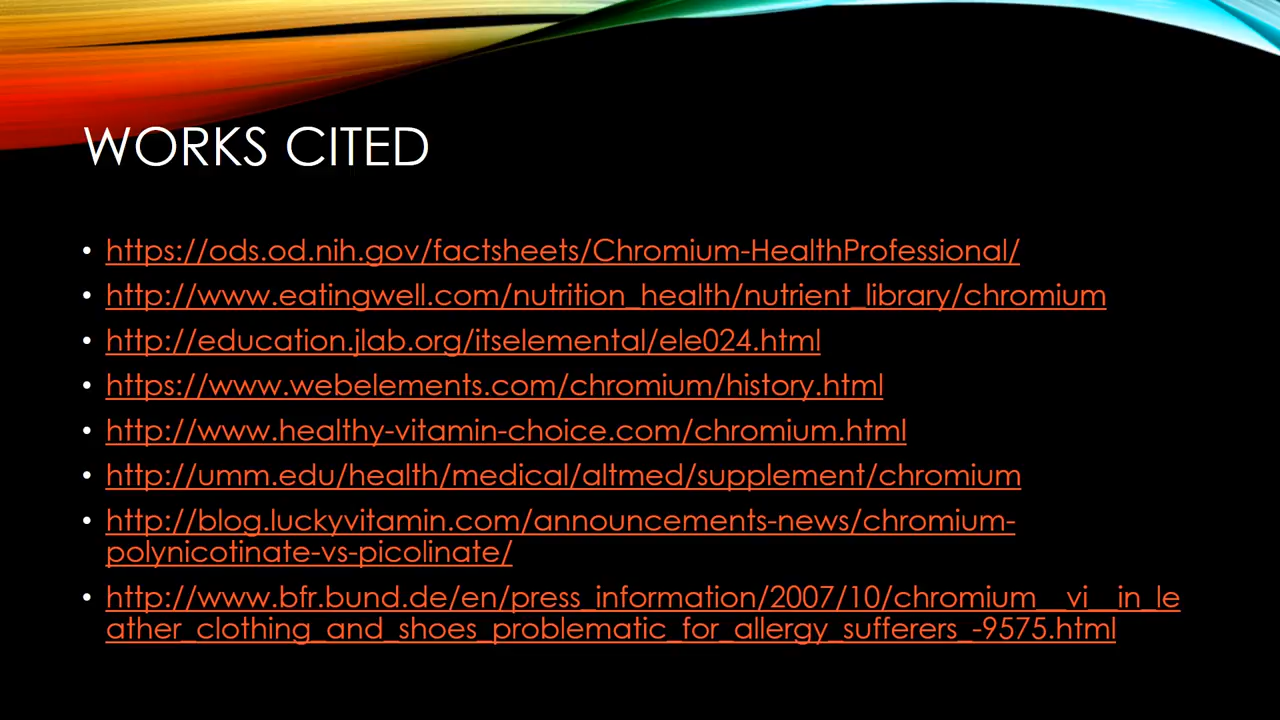 WORKS CITED
• https://ods.od.nih.gov/factsheets/Chromium-HealthProfessional/
• http://www.eatingwell.com/nutrition_health/nutrient_library/chromium
• http://education.jlab.org/itselemental/ele024.html
• https://www.webelements.com/chromium/history.html
• http://www.healthy-vitamin-choice.com/chromium.html
• http://umm.edu/health/medical/altmed/supplement/chromium
• http://blog.luckyvitamin.com/announcements-news/chromium-
polynicotinate-vs-picolinate/
• http://www.bfr.bund.de/en/press_information/2007/10/chromium__vi__in_le
ather_clothing_and_shoes_problematic_for_allergy_sufferers_-9575.html